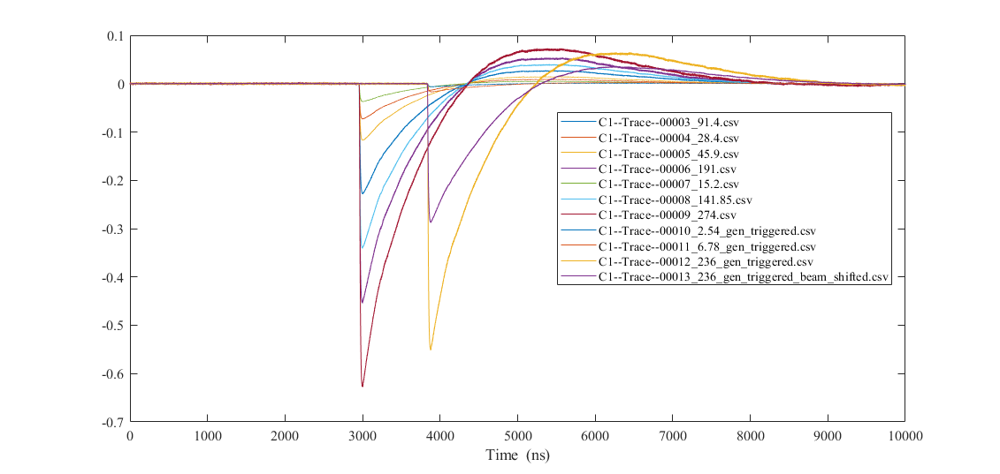 0.1
0
-0.1
-0.2
-0.3
-0.4
-0.5
-0.6
-0.7
C1--Trace--00003_91.4.csv
C1--Trace--00004_28.4.csv
C1--Trace--00005_45.9.csv
C1--Trace--00006_191.csv
C1--Trace--00007_15.2.csv
C1--Trace--00008_141.85.csv
C1--Trace--00009_274.csv
C1--Trace--00010_2.54_gen_triggered.csv
C1--Trace--00011_6.78_gen_triggered.csv
C1--Trace--00012_236_gen_triggered.csv
C1--Trace--00013_236_gen_triggered_beam_shifted.csv
0 1000 2000 3000 4000 5000 6000 7000 8000 9000 10000
Time (ns)